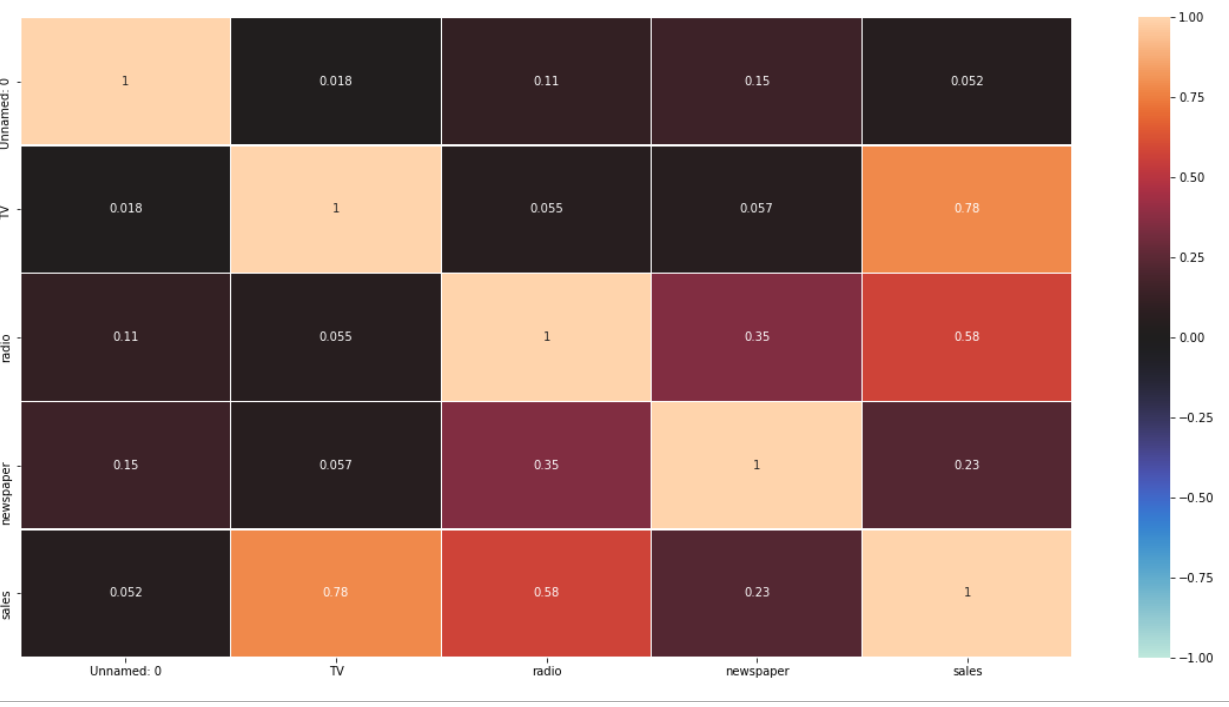 Unnamed: 0
1 0.018 0.11 0.15 0.052
TV
0.018 1 0.055 0.057 0.78
radio
0.11 0.055 1 0.35 0.58
newspaper
0.15 0.057 0.35 1 0.23
sales
0.052 0.78 0.58 0.23 1
Unnamed: 0 TV radio newspaper sales
1.00
0.75
0.50
0.25
0.00
−0.25
−0.50
−0.75
−1.00